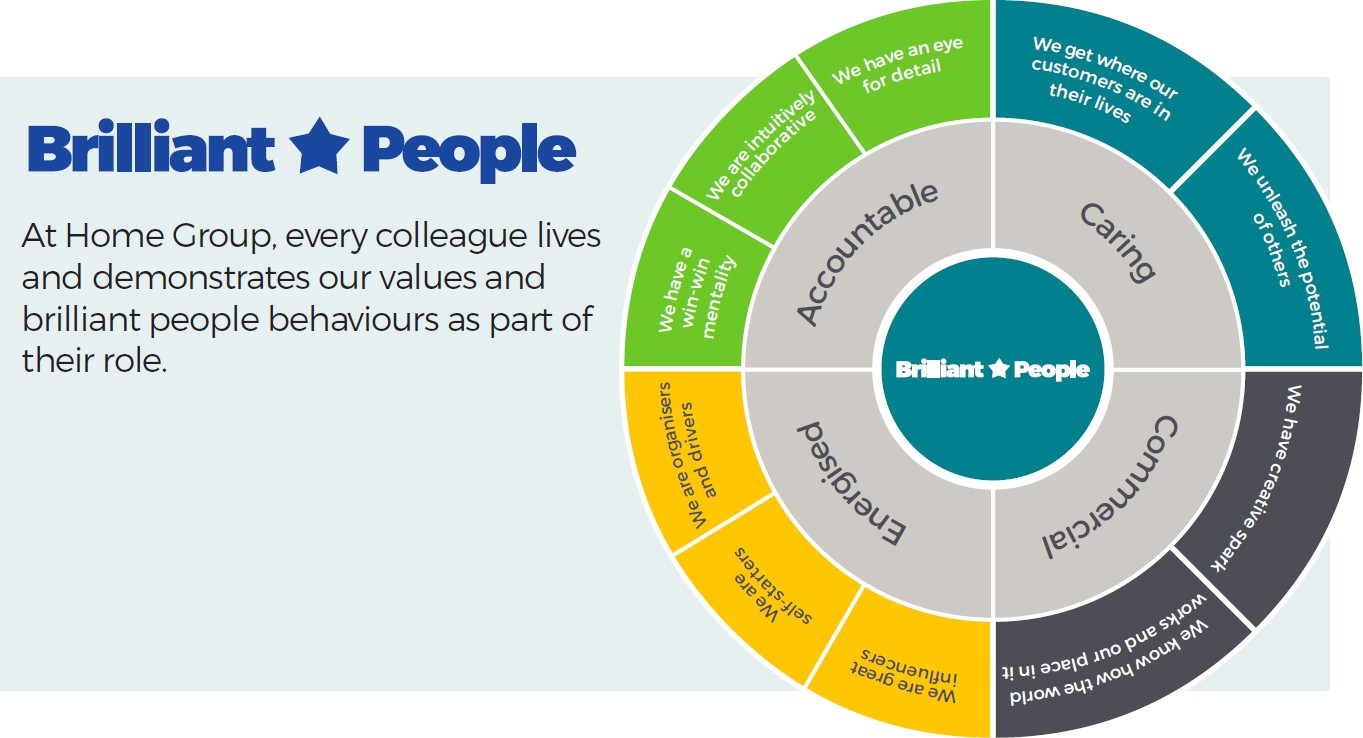 Brilliant People
At Home Group, every colleague lives
and demonstrates our values and
brilliant people behaviours as part of
their role.
We have an eye
for detail
We get where our
customers are in
their lives
We are intuitively
collaborative
We unleash the potential
of others
We have a
win-win
mentality
Accountable
Caring
Brilliant People
Energised
Commercial
We are organisers
and drivers
We have creative spark
We are
self-starters
We know how the world
works and our place in it
We are great
influencers